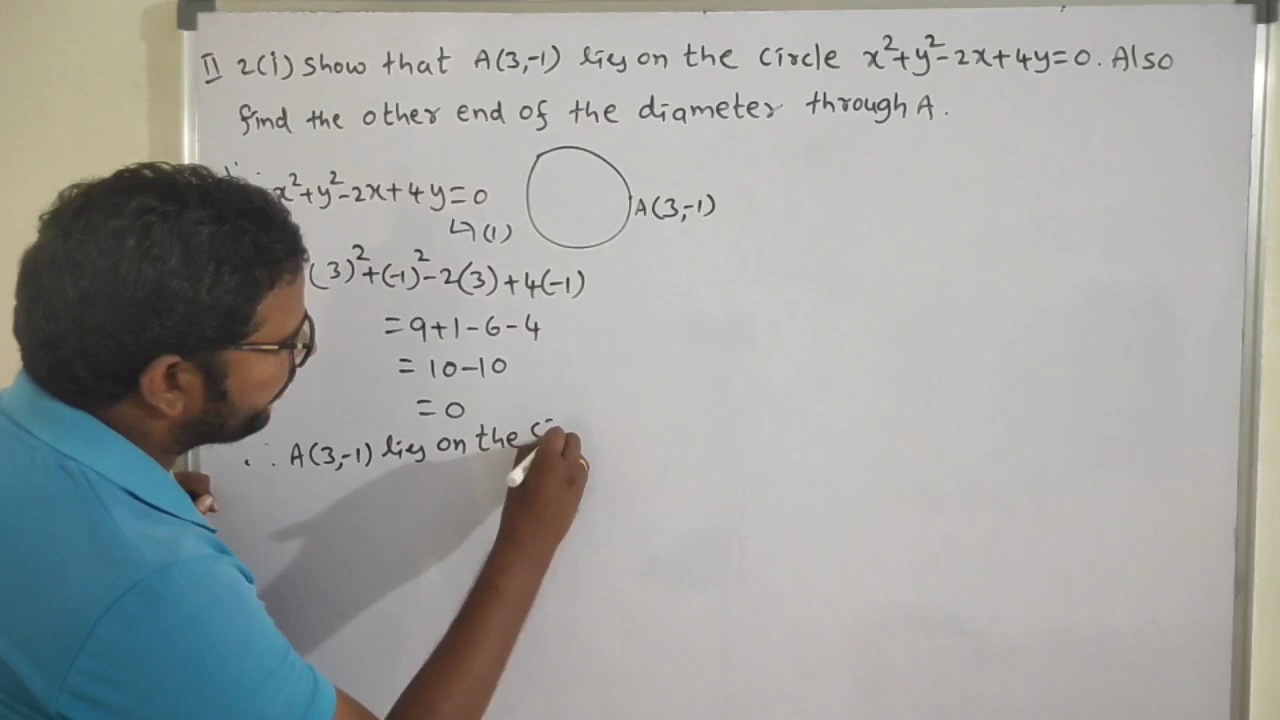 II 2(i) Show that A(3,-1) lies on the circle x²+y²-2x+4y=0. Also
find the other end of the diameter through A.
x²+y²-2x+4y=0
↳(1)
A(3,-1)
(3)²+(-1)²-2(3)+4(-1)
=9+1-6-4
= 10-10
= 0
∴ A(3,-1) lies on the